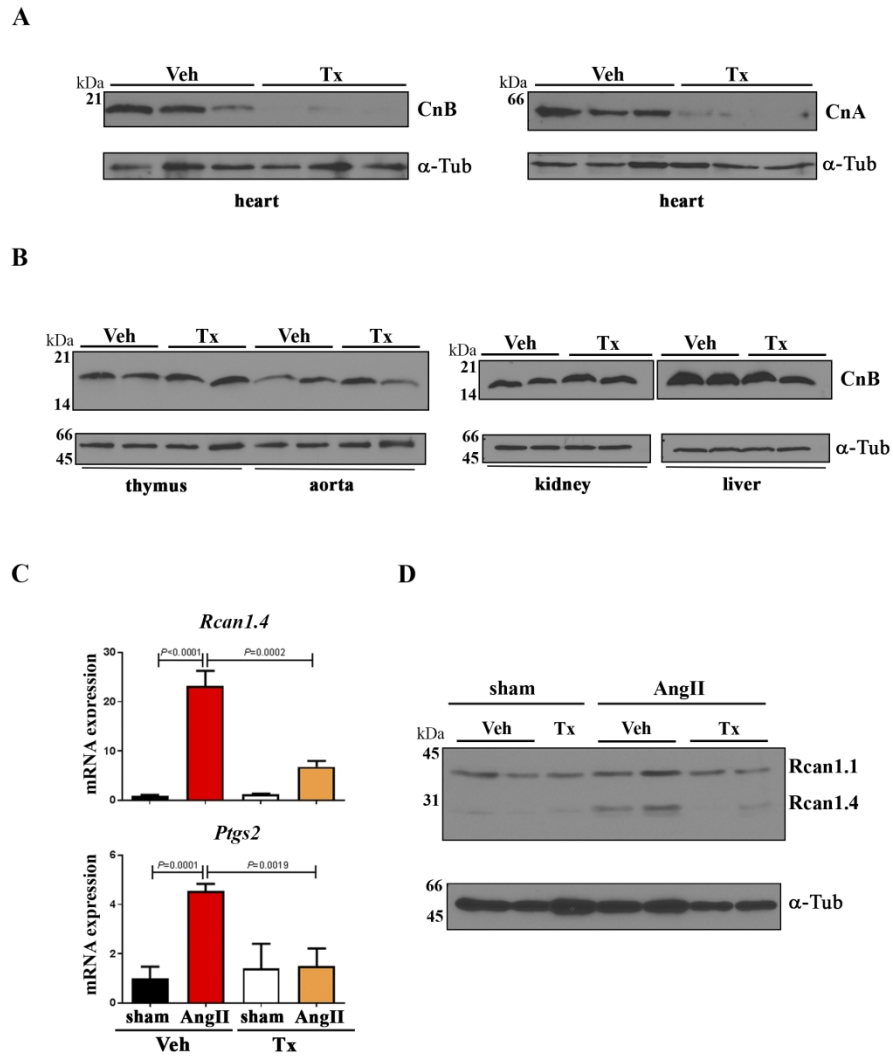 A
Veh Tx
kDa
21
CnB
α-Tub
heart
Veh Tx
kDa
66
CnA
α-Tub
heart
B
Veh Tx Veh Tx
kDa
21
14
66
45
thymus aorta
Veh Tx Veh Tx
kDa
21
CnB
14
66
α-Tub
45
kidney liver
C
Rcan1.4
P<0.0001 P=0.0002
mRNA expression
30
20
10
0
Ptgs2
P=0.0001 P=0.0019
mRNA expression
6
4
2
0
sham AngII sham AngII
Veh Tx
D
sham AngII
Veh Tx Veh Tx
kDa
45
Rcan1.1
31
Rcan1.4
66
α-Tub
45